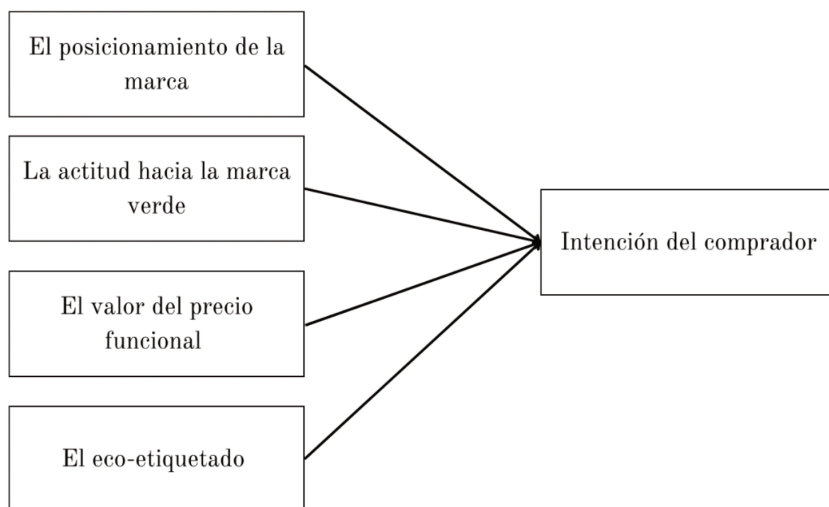 El posicionamiento de la
marca
La actitud hacia la marca
verde
El valor del precio
funcional
El eco-etiquetado
Intención del comprador